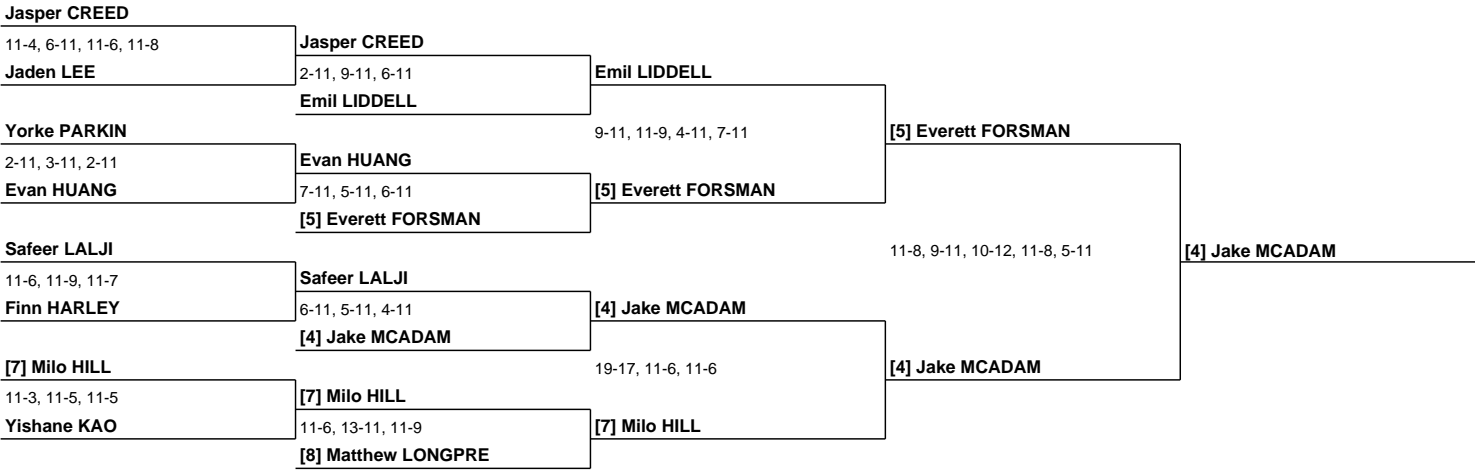 Jasper CREED
11-4, 6-11, 11-6, 11-8
Jasper CREED
Jaden LEE
2-11, 9-11, 6-11
Emil LIDDELL
Emil LIDDELL
Yorke PARKIN
9-11, 11-9, 4-11, 7-11
[5] Everett FORSMAN
2-11, 3-11, 2-11
Evan HUANG
Evan HUANG
7-11, 5-11, 6-11
[5] Everett FORSMAN
[5] Everett FORSMAN
Safeer LALJI
11-8, 9-11, 10-12, 11-8, 5-11
[4] Jake MCADAM
11-6, 11-9, 11-7
Safeer LALJI
Finn HARLEY
6-11, 5-11, 4-11
[4] Jake MCADAM
[4] Jake MCADAM
[7] Milo HILL
19-17, 11-6, 11-6
[4] Jake MCADAM
11-3, 11-5, 11-5
[7] Milo HILL
Yishane KAO
11-6, 13-11, 11-9
[7] Milo HILL
[8] Matthew LONGPRE